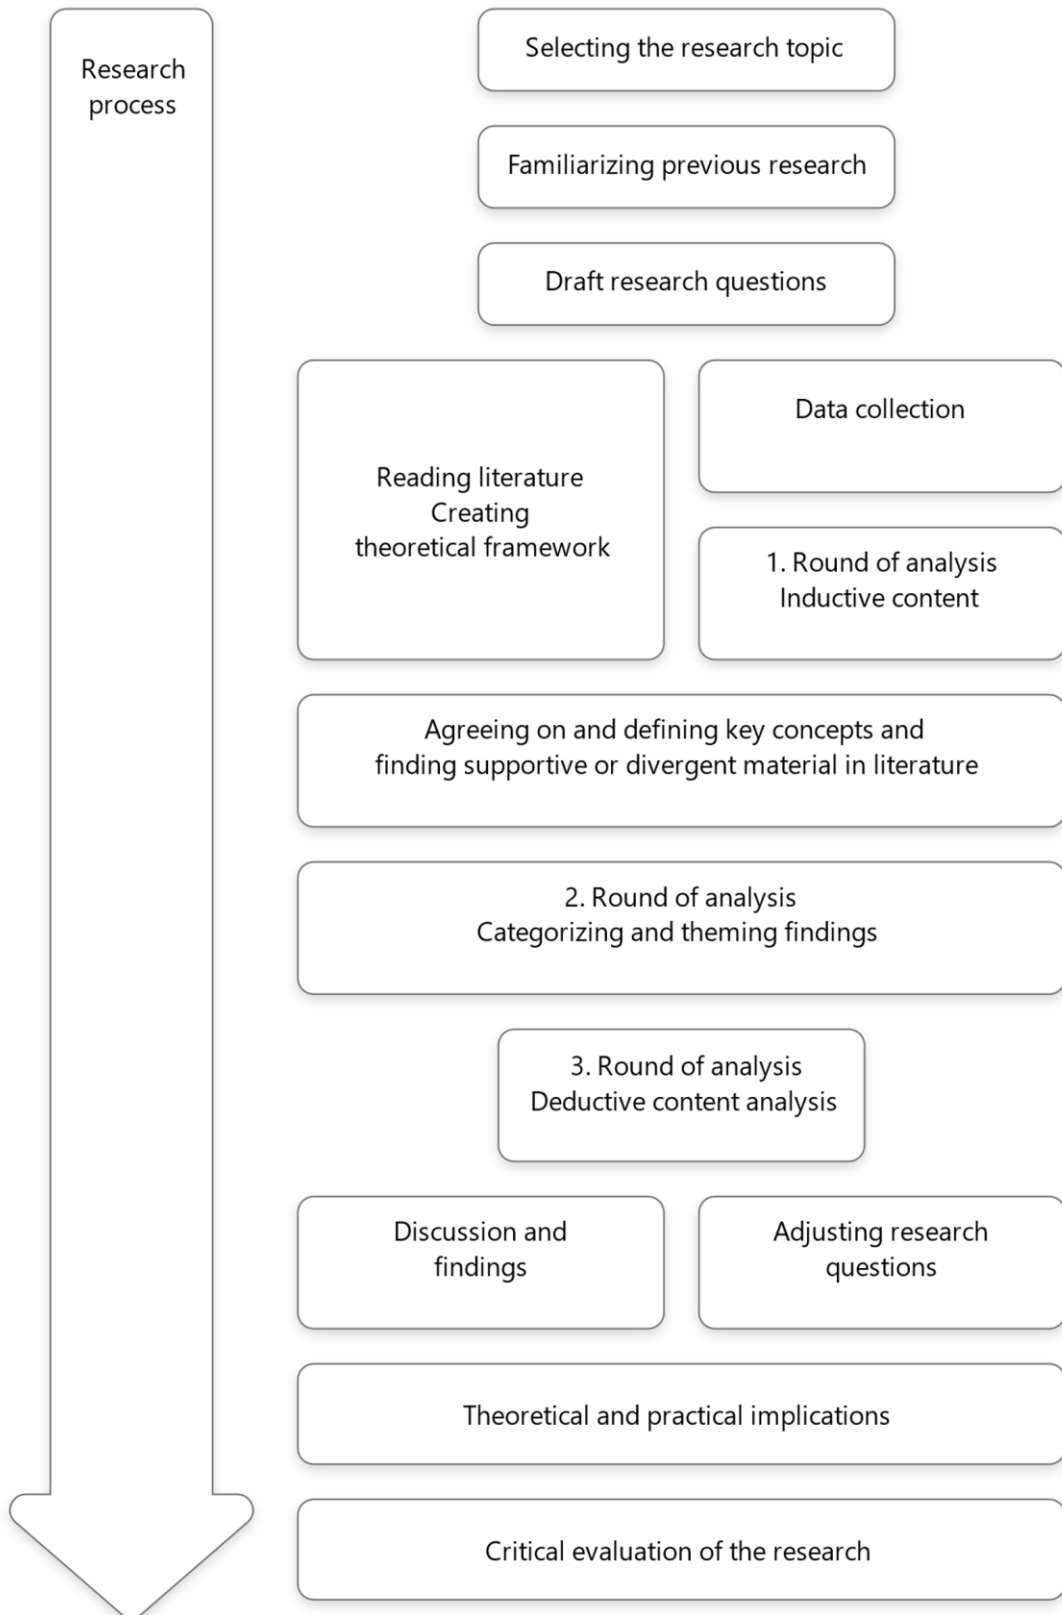 Research
process
Selecting the research topic
Familiarizing previous research
Draft research questions
Reading literature
Creating
theoretical framework
Data collection
1. Round of analysis
Inductive content
Agreeing on and defining key concepts and
finding supportive or divergent material in literature
2. Round of analysis
Categorizing and theming findings
3. Round of analysis
Deductive content analysis
Discussion and
findings
Adjusting research
questions
Theoretical and practical implications
Critical evaluation of the research